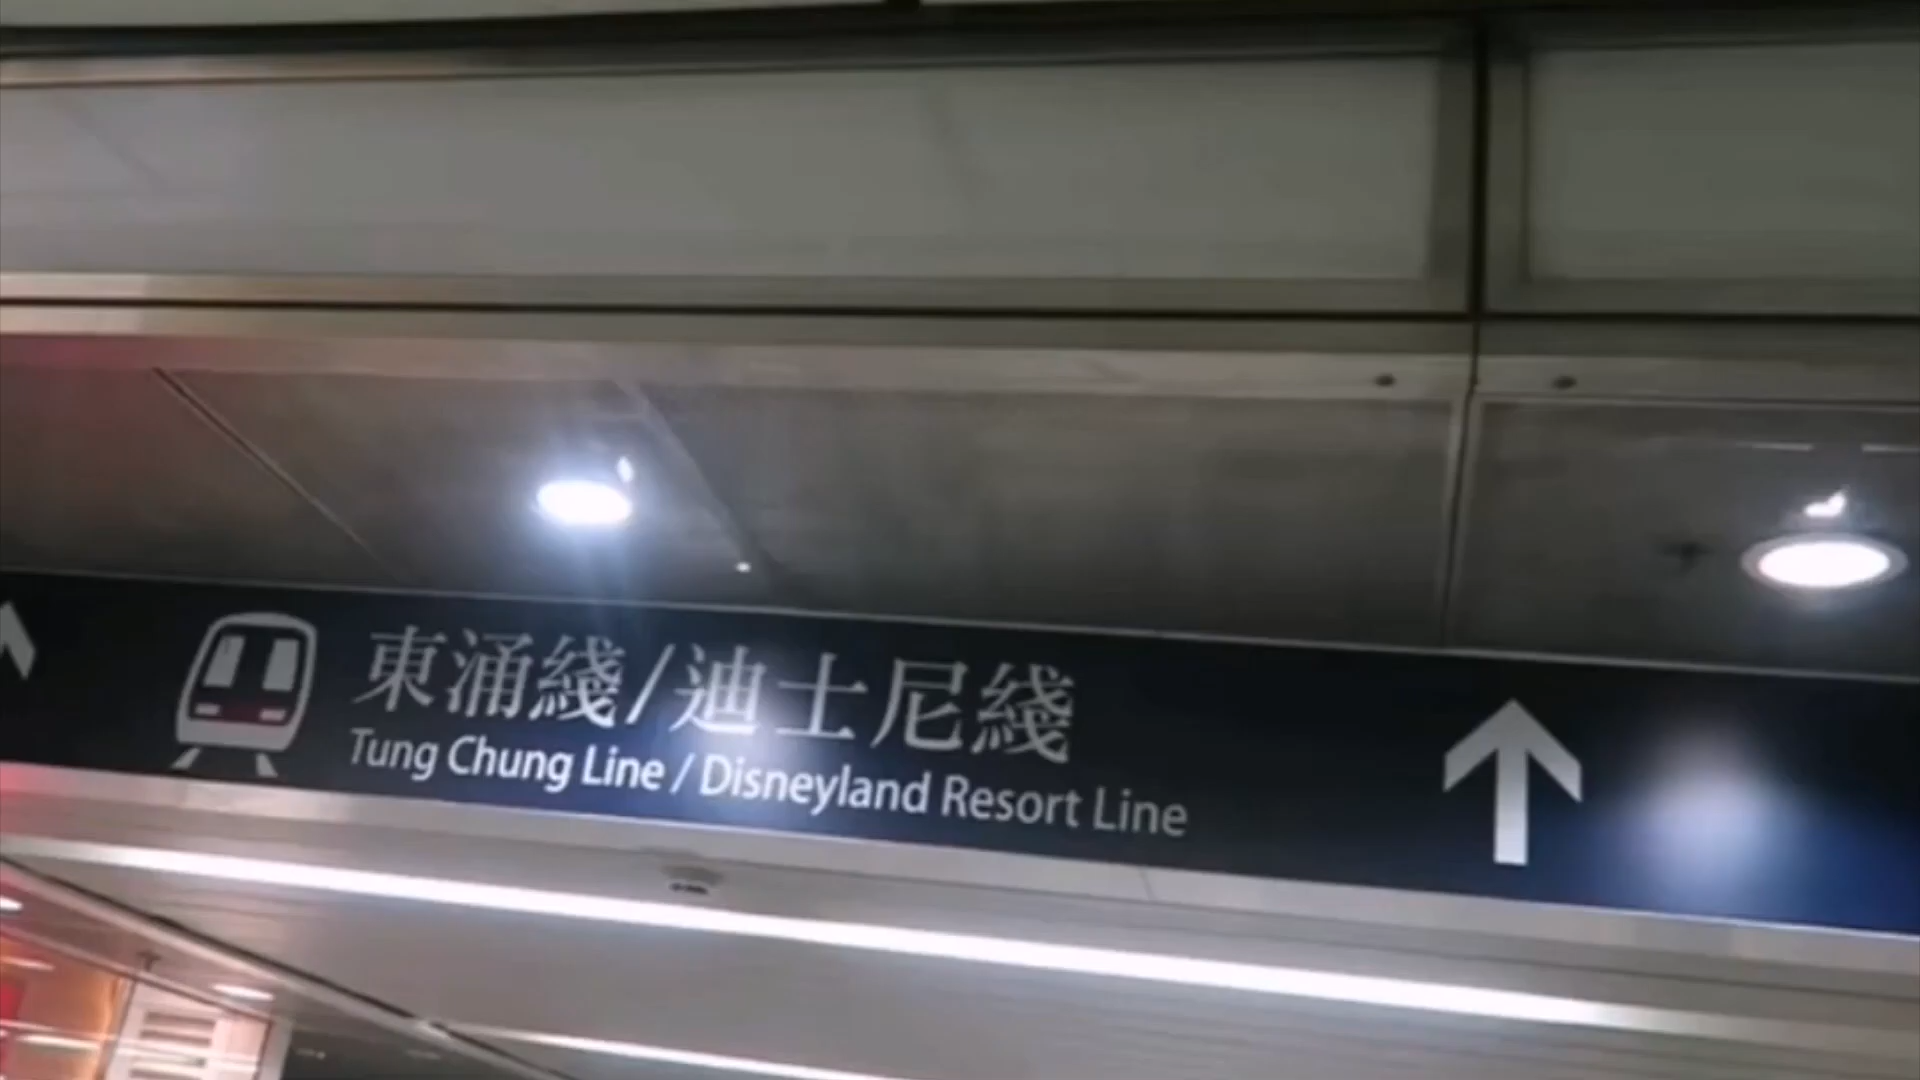 東涌綫/迪士尼綫
Tung Chung Line / Disneyland Resort Line